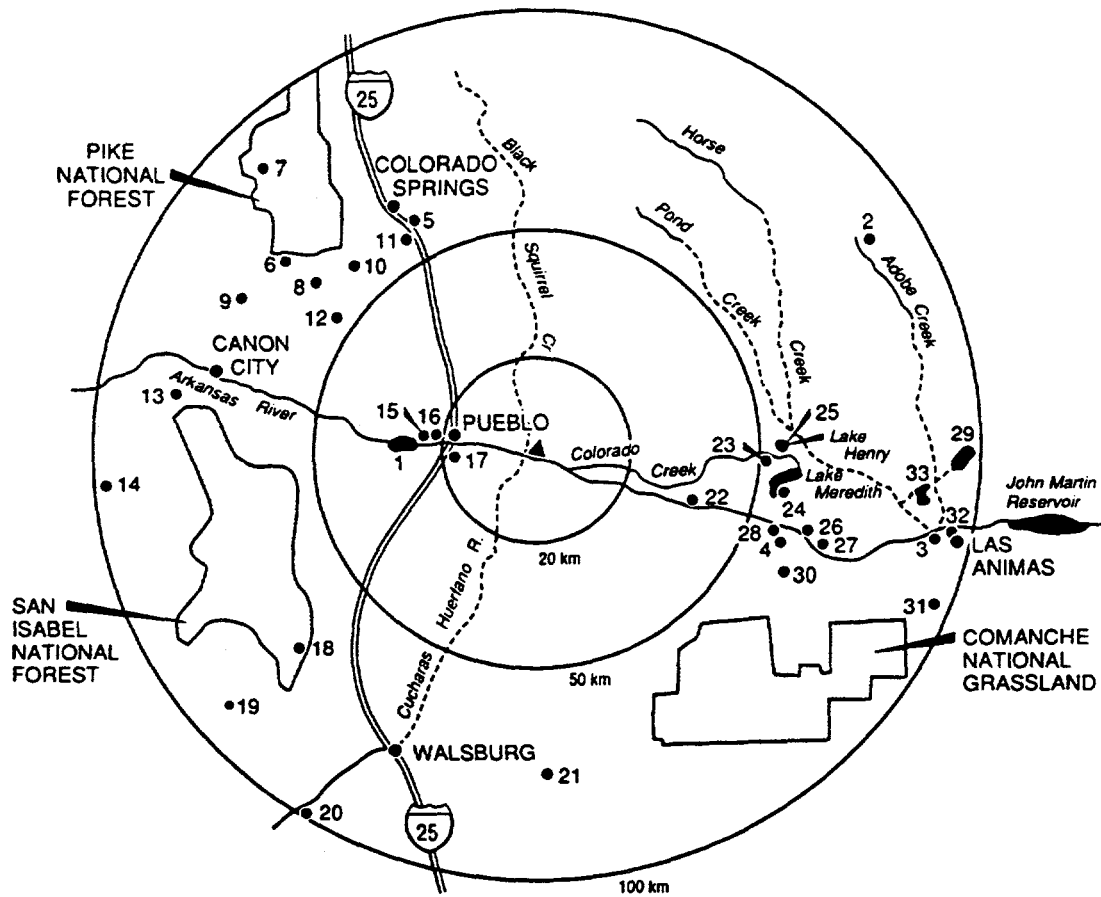 25
PIKE
NATIONAL
FOREST
7
COLORADO
SPRINGS
5
11
Black
Squirrel
Cr
Horse
Creek
Pond
Creek
2
Adobe
Creek
6
8
10
9
12
CANON
CITY
13
Arkansas River
15
16
PUEBLO
1
17
Colorado
Creek
23
25
Lake
Henry
Lake
Meredith
24
22
29
33
John Martin
Reservoir
14
28
4
26
27
3
32
LAS
ANIMAS
30
31
20 km
Huerfano R.
Cucharas
SAN
ISABEL
NATIONAL
FOREST
18
19
50 km
COMANCHE
NATIONAL
GRASSLAND
WALSBURG
21
20
25
100 km